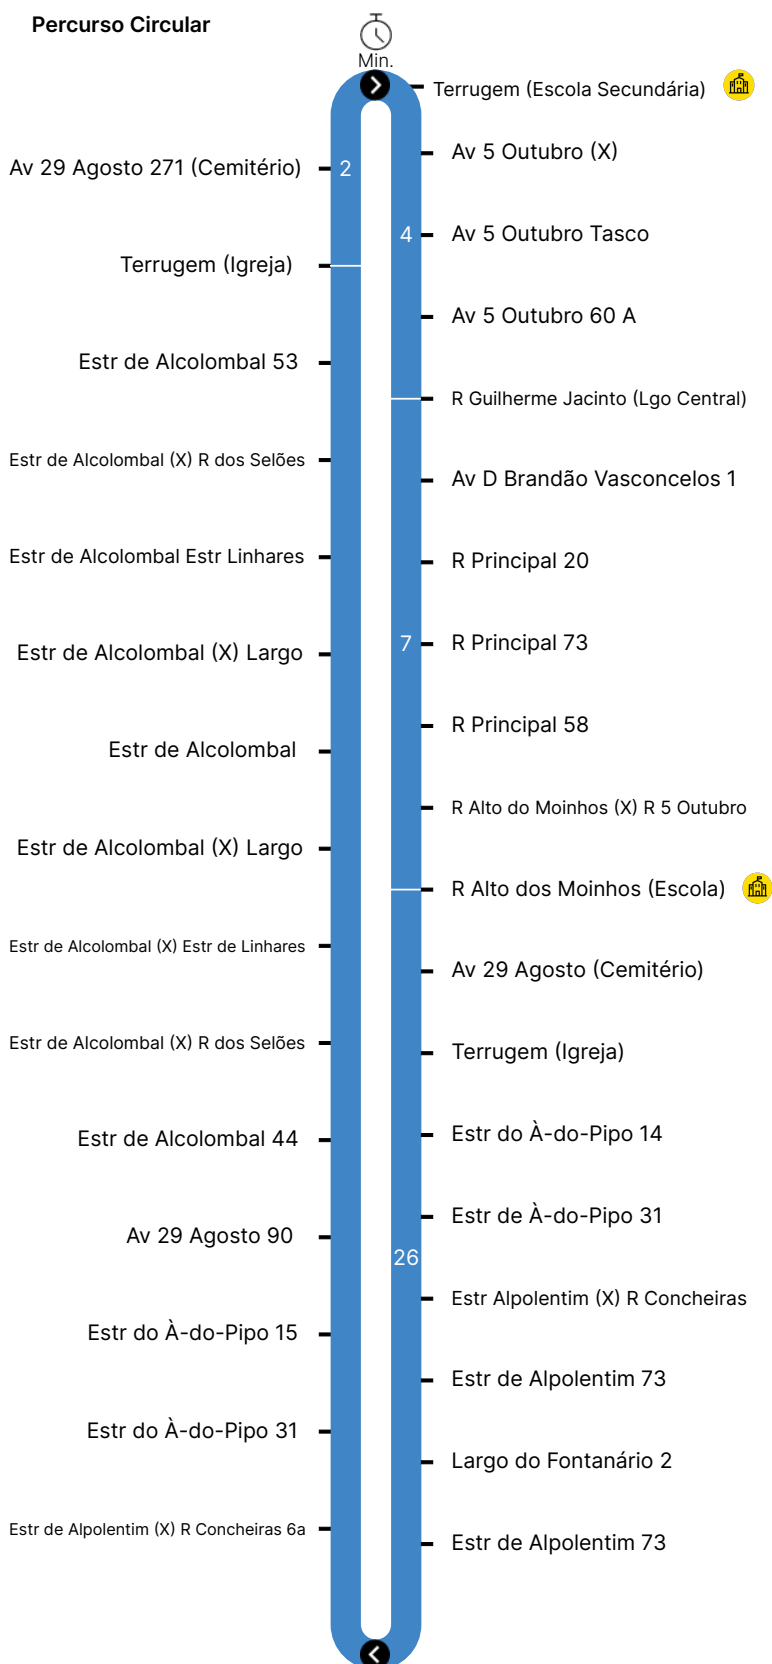 Percurso Circular
Min.
Terrugem (Escola Secundária)
Av 5 Outubro (X)
Av 29 Agosto 271 (Cemitério)
2
4
Av 5 Outubro Tasco
Terrugem (Igreja)
Av 5 Outubro 60 A
Estr de Alcolombal 53
R Guilherme Jacinto (Lgo Central)
Estr de Alcolombal (X) R dos Selões
Av D Brandão Vasconcelos 1
Estr de Alcolombal Estr Linhares
R Principal 20
Estr de Alcolombal (X) Largo
7
R Principal 73
R Principal 58
Estr de Alcolombal
R Alto do Moinhos (X) R 5 Outubro
Estr de Alcolombal (X) Largo
R Alto dos Moinhos (Escola)
Estr de Alcolombal (X) Estr de Linhares
Av 29 Agosto (Cemitério)
Estr de Alcolombal (X) R dos Selões
Terrugem (Igreja)
Estr de Alcolombal 44
Estr do À-do-Pipo 14
Av 29 Agosto 90
Estr de À-do-Pipo 31
26
Estr Alpolentim (X) R Concheiras
Estr do À-do-Pipo 15
Estr de Alpolentim 73
Estr do À-do-Pipo 31
Largo do Fontanário 2
Estr de Alpolentim (X) R Concheiras 6a
Estr de Alpolentim 73